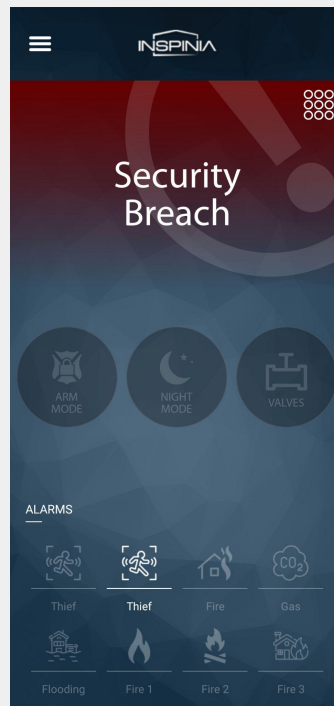 INSPINIA
Security
Breach
ARM
MODE
NIGHT
MODE
VALVES
ALARMS
CO2
Thief
Thief
Fire
Gas
Flooding
Fire 1
Fire 2
Fire 3